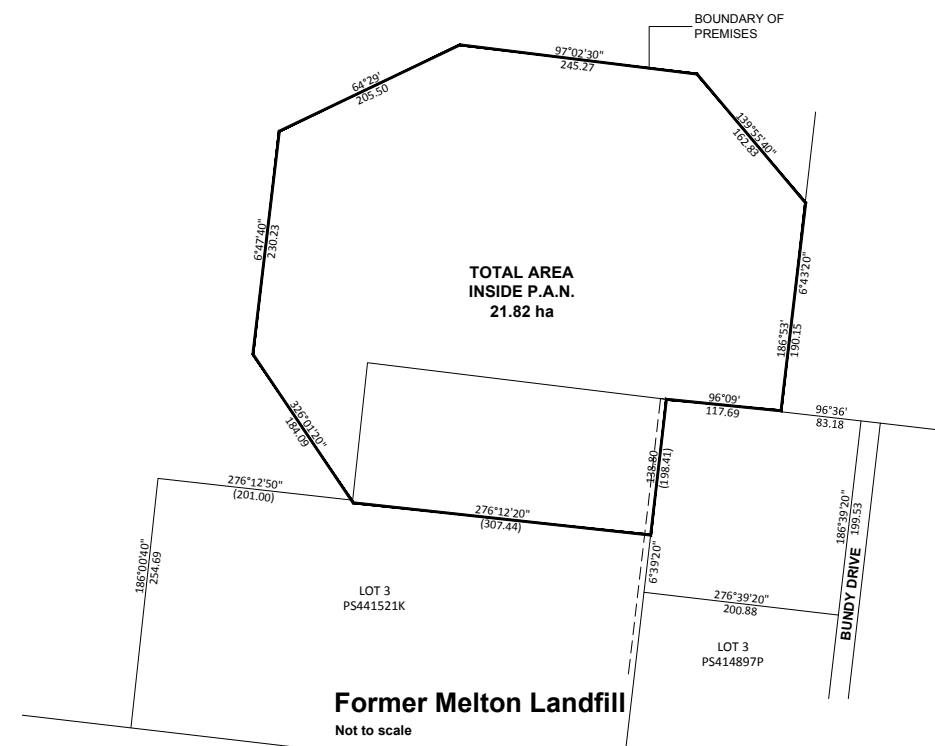 BOUNDARY OF
PREMISES
97°02'30"
245.27
64°29'
205.50
139°55'40"
162.83
6°47'40"
230.23
6°43'20"
TOTAL AREA
INSIDE P.A.N.
21.82 ha
186°53'
190.15
96°09'
117.69
96°36'
83.18
326°01'20"
184.09
138.80
(198.41)
276°12'50"
(201.00)
276°12'20"
(307.44)
186°39'20"
199.53
6°39'20"
186°00'40"
254.69
276°39'20"
200.88
BUNDY DRIVE
LOT 3
PS441521K
LOT 3
PS414897P
Former Melton Landfill
Not to scale